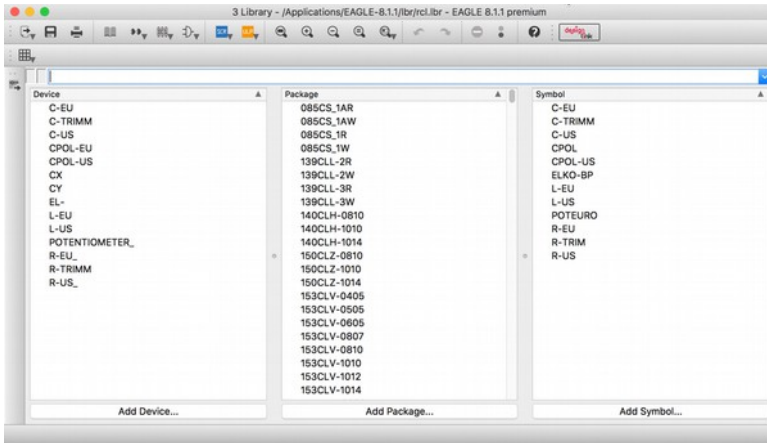 3 Library - /Applications/EAGLE-8.1.1/lbr/rcl.lbr - EAGLE 8.1.1 premium
SCR
ULP
design
link
Device
C-EU
C-TRIMM
C-US
CPOL-EU
CPOL-US
CX
CY
EL-
L-EU
L-US
POTENTIOMETER_
R-EU_
R-TRIMM
R-US_
Add Device...
Package
085CS_1AR
085CS_1AW
085CS_1R
085CS_1W
139CLL-2R
139CLL-2W
139CLL-3R
139CLL-3W
140CLH-0810
140CLH-1010
140CLH-1014
150CLZ-0810
150CLZ-1010
150CLZ-1014
153CLV-0405
153CLV-0505
153CLV-0605
153CLV-0807
153CLV-0810
153CLV-1010
153CLV-1012
153CLV-1014
Add Package...
Symbol
C-EU
C-TRIMM
C-US
CPOL
CPOL-US
ELKO-BP
L-EU
L-US
POTEURO
R-EU
R-TRIM
R-US
Add Symbol...